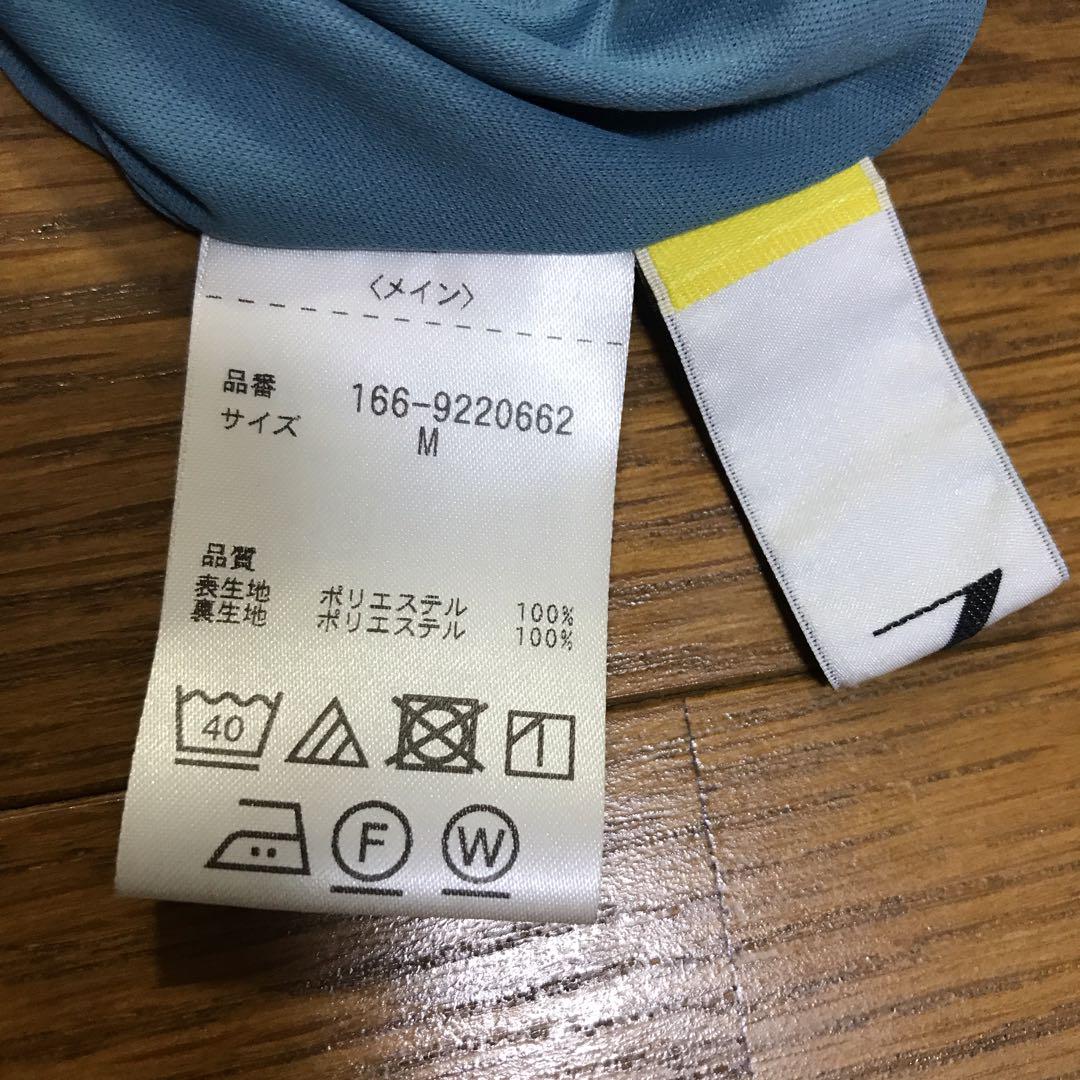 〈メイン〉
品番 166-9220662
サイズ M
品質
表生地 ポリエステル 100%
裏生地 ポリエステル 100%
40
F W